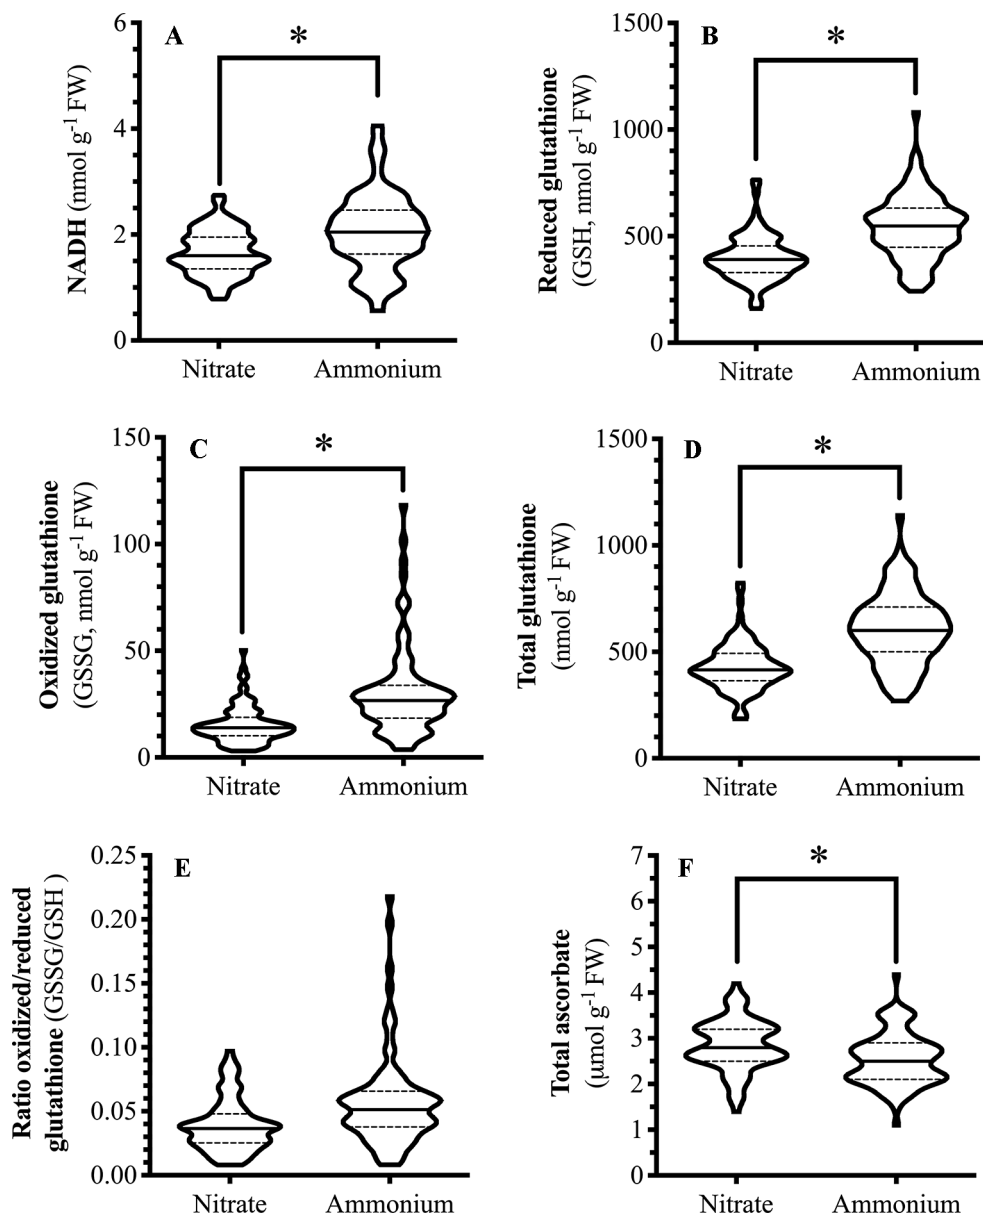 A
*
NADH (nmol g-1 FW)
6
4
2
0
Nitrate
Ammonium
B
*
Reduced glutathione
(GSH, nmol g-1 FW)
1500
1000
500
0
Nitrate
Ammonium
C
*
Oxidized glutathione
(GSSG, nmol g-1 FW)
150
100
50
0
Nitrate
Ammonium
D
*
Total glutathione
(nmol g-1 FW)
1500
1000
500
0
Nitrate
Ammonium
E
Ratio oxidized/reduced
glutathione (GSSG/GSH )
0.25
0.20
0.15
0.10
0.05
0.00
Nitrate
Ammonium
F
*
Total ascorbate
(µmol g-1 FW)
7
6
5
4
3
2
1
0
Nitrate
Ammonium